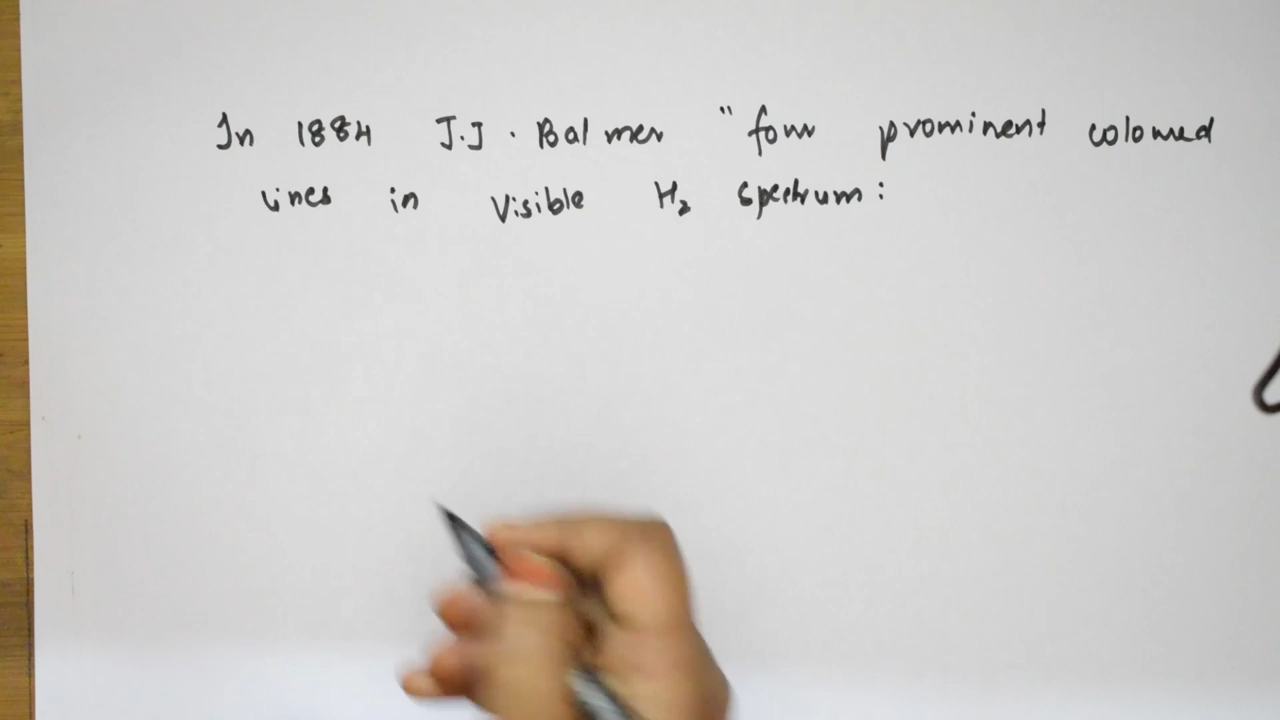 In 1884 J.J. Balmer "four prominent coloured
lines in visible H₂ spectrum: